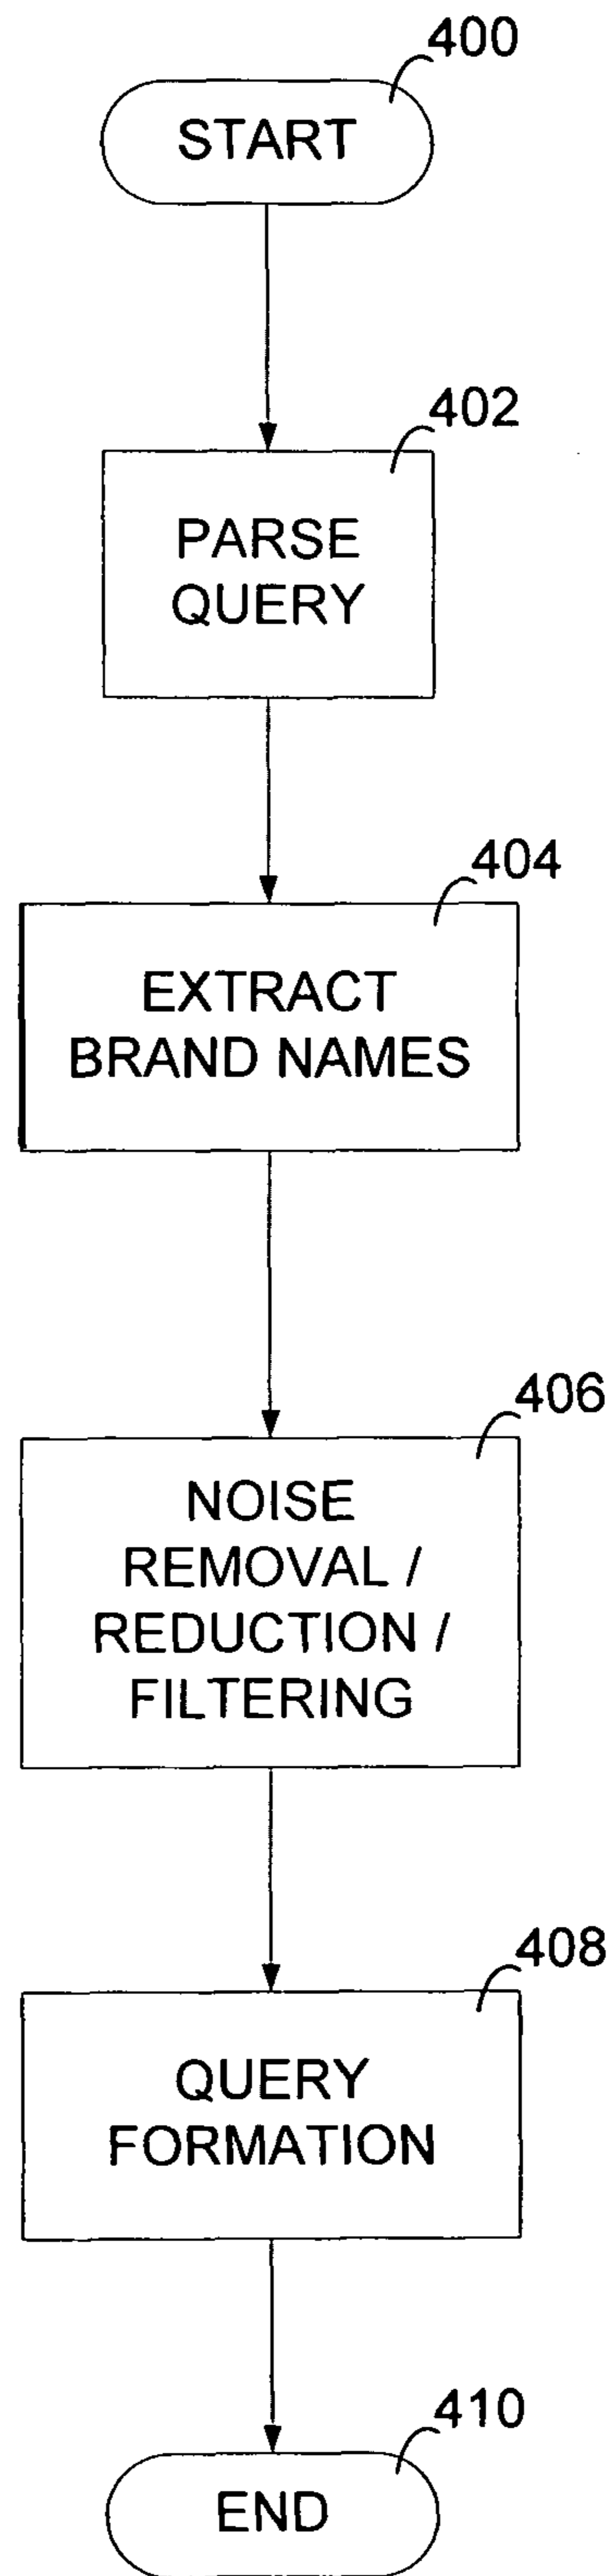 400
START
402
PARSE
QUERY
404
EXTRACT
BRAND NAMES
406
NOISE
REMOVAL /
REDUCTION /
FILTERING
408
QUERY
FORMATION
410
END